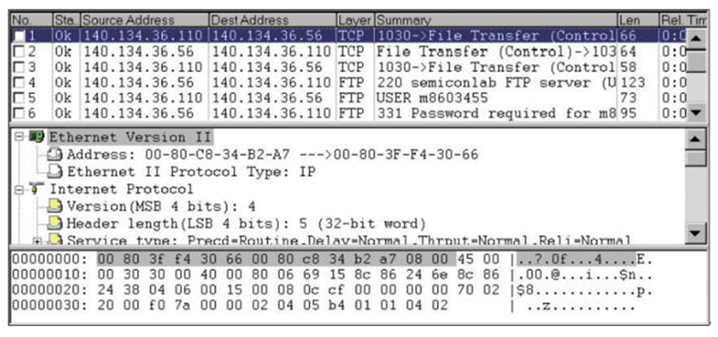 No. Sta. Source Address Dest Address Layer Summary Len Rel. Tim
1 Ok 140.134.36.110 140.134.36.56 TCP 1030->File Transfer (Control 66 0:0
2 Ok 140.134.36.56 140.134.36.110 TCP File Transfer (Control)->103 64 0:0
3 Ok 140.134.36.110 140.134.36.56 TCP 1030->File Transfer (Control 58 0:0
4 Ok 140.134.36.56 140.134.36.110 FTP 220 semiconlab FTP server (U 123 0:0
5 Ok 140.134.36.110 140.134.36.56 FTP USER m8603455 73 0:0
6 Ok 140.134.36.56 140.134.36.110 FTP 331 Password required for m8 95 0:0
Ethernet Version II
Address: 00-80-C8-34-B2-A7 --->00-80-3F-F4-30-66
Ethernet II Protocol Type: IP
Internet Protocol
Version(MSB 4 bits): 4
Header length(LSB 4 bits): 5 (32-bit word)
Service type: Precd=Routine,Delay=Normal,Thrput=Normal,Reli=Normal
00000000: 00 80 3f f4 30 66 00 80 c8 34 b2 a7 08 00 45 00 |..?.0f...4....E.
00000010: 00 30 30 00 40 00 80 06 69 15 8c 86 24 6e 8c 86 |.00.@...i...$n..
00000020: 24 38 04 06 00 15 00 08 0c cf 00 00 00 00 70 02 |$8............p.
00000030: 20 00 f0 7a 00 00 02 04 05 b4 01 01 04 02 | ..z..........